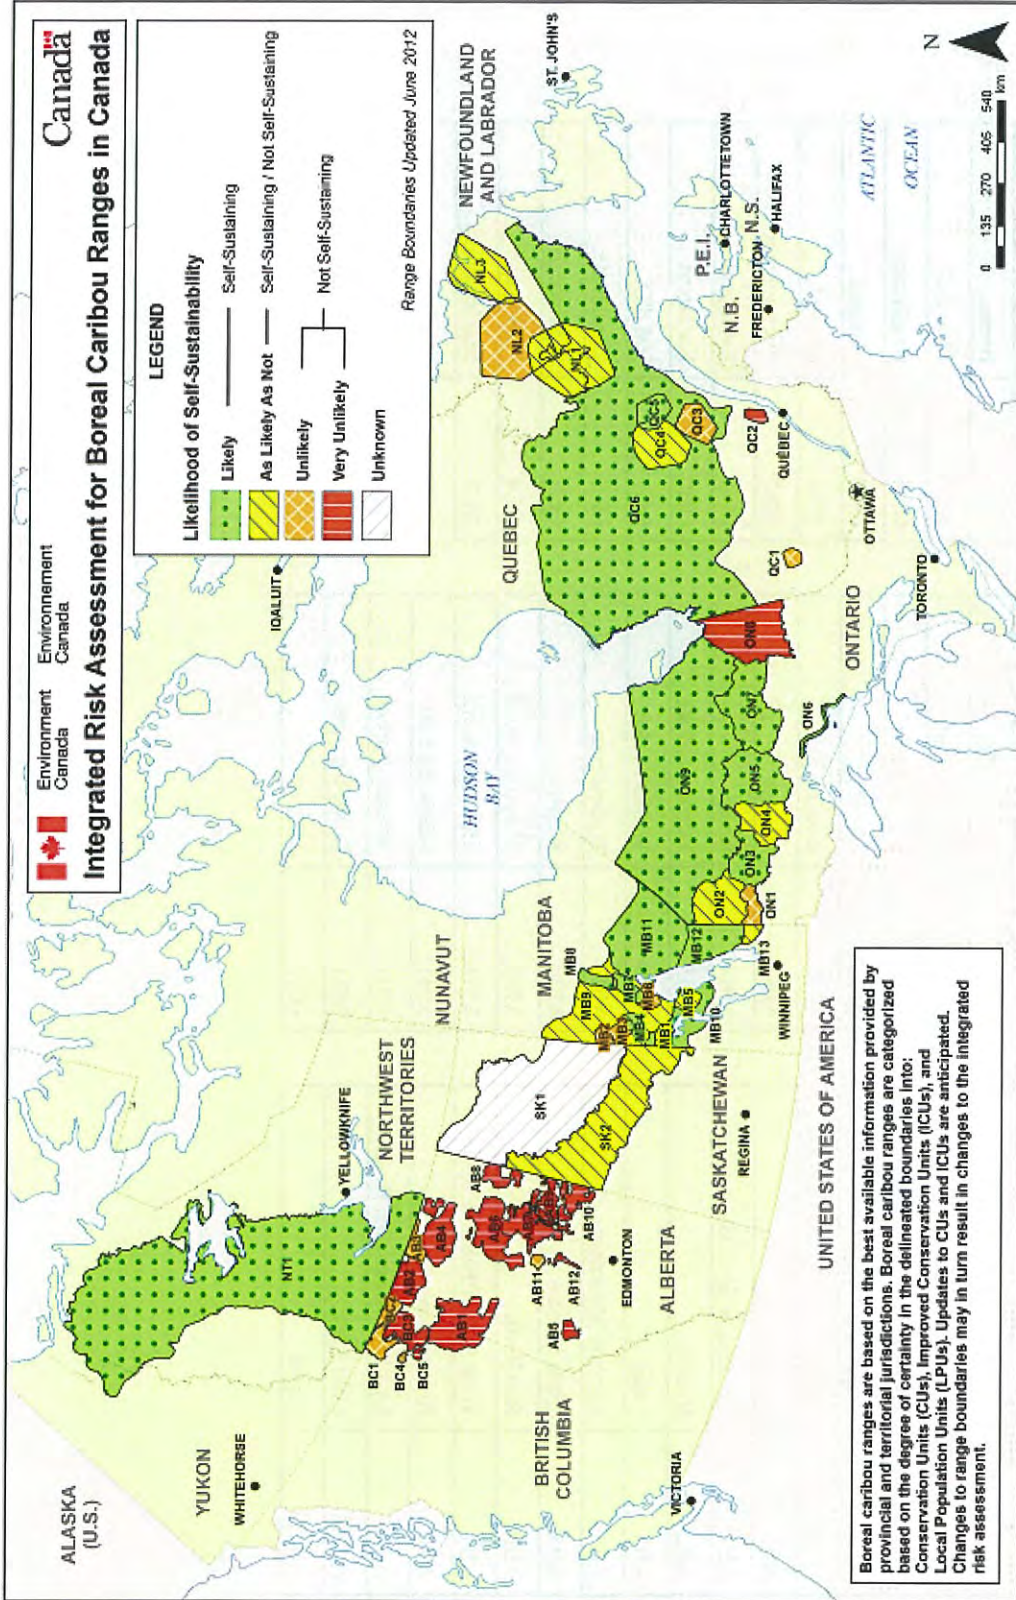 Environment
Canada
Environnement
Canada
Canada
Integrated Risk Assessment for Boreal Caribou Ranges in Canada
LEGEND
Likelihood of Self-Sustainability
Likely
Self-Sustaining
As Likely As Not
Self-Sustaining / Not Self-Sustaining
Unlikely
Very Unlikely
Not Self-Sustaining
Unknown
Range Boundaries Updated June 2012
ALASKA
(U.S.)
YUKON
WHITEHORSE
NT1
YELLOWKNIFE
NORTHWEST
TERRITORIES
NUNAVUT
IQALUIT
HUDSON
BAY
BRITISH
COLUMBIA
VICTORIA
BC1
BC2
BC3
BC4
BC5
AB1
AB2
AB3
AB4
AB5
AB6
AB7
AB8
AB9
AB10
AB11
AB12
EDMONTON
ALBERTA
SK1
SK2
SASKATCHEWAN
REGINA
MANITOBA
MB1
MB2
MB3
MB4
MB5
MB6
MB7
MB8
MB9
MB10
MB11
MB12
MB13
WINNIPEG
ON1
ON2
ON3
ON4
ON5
ON6
ON7
ON8
ON9
ONTARIO
TORONTO
OTTAWA
QUEBEC
QC1
QC2
QC3
QC4
QC5
QC6
QUÉBEC
NL1
NL2
NL3
NEWFOUNDLAND
AND LABRADOR
ST. JOHN'S
P.E.I.
CHARLOTTETOWN
N.B.
FREDERICTON
N.S.
HALIFAX
ATLANTIC
OCEAN
UNITED STATES OF AMERICA
N
0 135 270 405 540
km
Boreal caribou ranges are based on the best available information provided by
provincial and territorial jurisdictions. Boreal caribou ranges are categorized
based on the degree of certainty in the delineated boundaries into:
Conservation Units (CUs), Improved Conservation Units (ICUs), and
Local Population Units (LPUs). Updates to CUs and ICUs are anticipated.
Changes to range boundaries may in turn result in changes to the integrated
risk assessment.